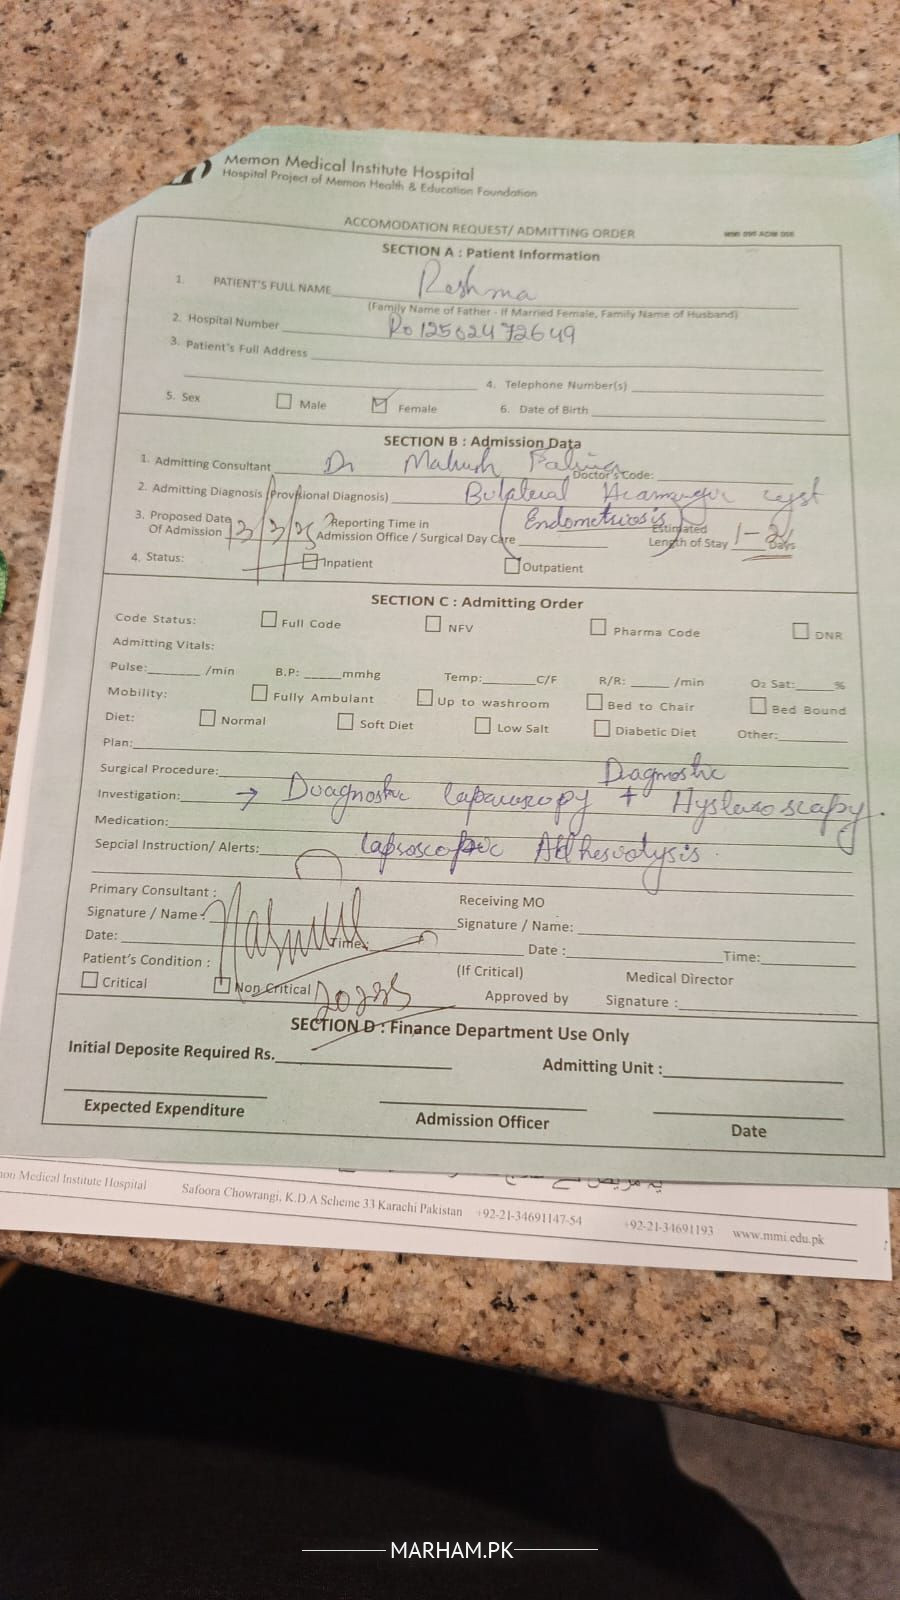 Memon Medical Institute Hospital
Hospital Project of Memon Health & Education Foundation
ACCOMODATION REQUEST/ ADMITTING ORDER
SECTION A : Patient Information
1. PATIENT'S FULL NAME Reshma
(Family Name of Father - If Married Female, Family Name of Husband)
2. Hospital Number
3. Patient's Full Address
4. Telephone Number(s)
5. Sex Male Female 6. Date of Birth
SECTION B : Admission Data
1. Admitting Consultant Dr Doctor's Code:
2. Admitting Diagnosis (Provisional Diagnosis) Bilateral cyst
Endometriosis
3. Proposed Date Of Admission Reporting Time in Admission Office / Surgical Day Care Estimated Length of Stay 1-2 Days
4. Status: Inpatient Outpatient
SECTION C : Admitting Order
Code Status: Full Code NFV Pharma Code DNR
Admitting Vitals:
Pulse: /min B.P: mmhg Temp: C/F R/R: /min O2 Sat: %
Mobility: Fully Ambulant Up to washroom Bed to Chair Bed Bound
Diet: Normal Soft Diet Low Salt Diabetic Diet Other:
Plan:
Surgical Procedure: Diagnostic
Investigation: → Diagnostic laparoscopy + Hysteroscopy.
Medication:
Sepcial Instruction/ Alerts:
Primary Consultant : Receiving MO
Signature / Name: Signature / Name:
Date: Time: Date : Time:
Patient's Condition : (If Critical) Medical Director
Critical Non Critical Approved by Signature :
SECTION D : Finance Department Use Only
Initial Deposite Required Rs. Admitting Unit :
Expected Expenditure Admission Officer Date
Medical Institute Hospital Safoora Chowrangi, K.D.A Scheme 33 Karachi Pakistan +92-21-34691147-54 +92-21-34691193 www.mmi.edu.pk
MARHAM.PK